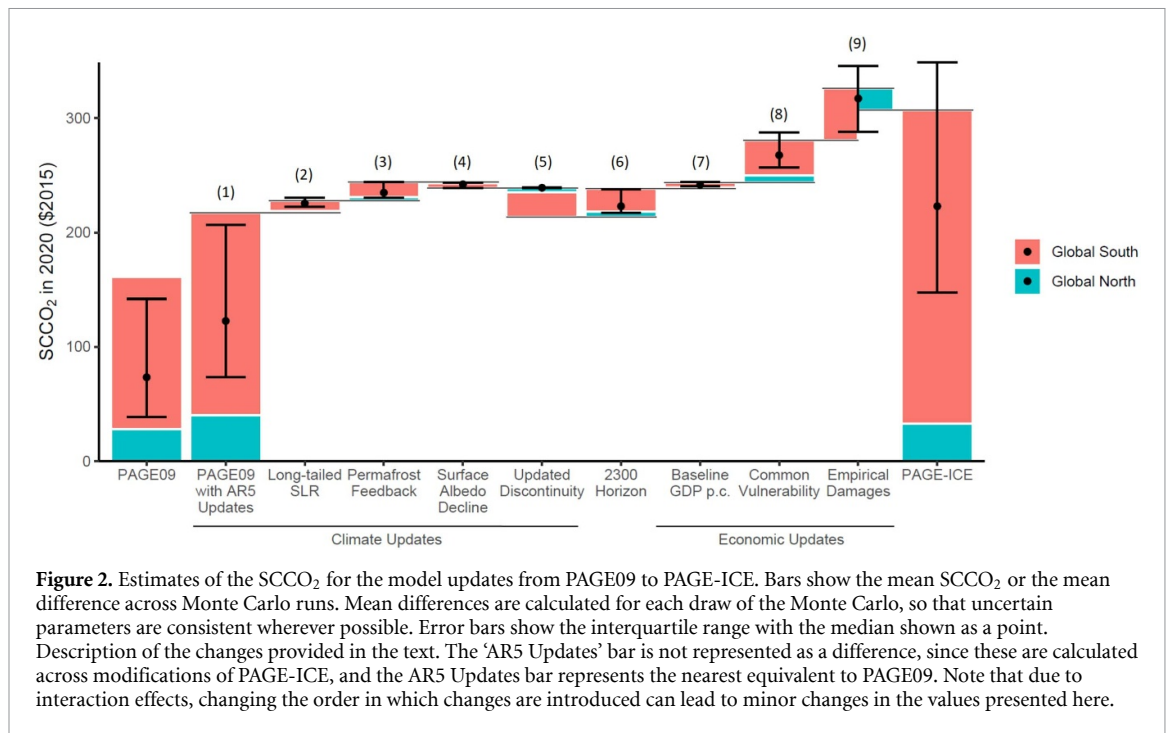 (9)
(8)
(3)
(4)
(5)
(6)
(7)
(2)
(1)
300
200
100
0
SCCO₂ in 2020 ($2015)
Global South
Global North
PAGE09
PAGE09 with AR5 Updates
Long-tailed SLR
Permafrost Feedback
Surface Albedo Decline
Updated Discontinuity
2300 Horizon
Baseline GDP p.c.
Common Vulnerability
Empirical Damages
PAGE-ICE
Climate Updates
Economic Updates
Figure 2. Estimates of the SCCO₂ for the model updates from PAGE09 to PAGE-ICE. Bars show the mean SCCO₂ or the mean
difference across Monte Carlo runs. Mean differences are calculated for each draw of the Monte Carlo, so that uncertain
parameters are consistent wherever possible. Error bars show the interquartile range with the median shown as a point.
Description of the changes provided in the text. The ‘AR5 Updates’ bar is not represented as a difference, since these are calculated
across modifications of PAGE-ICE, and the AR5 Updates bar represents the nearest equivalent to PAGE09. Note that due to
interaction effects, changing the order in which changes are introduced can lead to minor changes in the values presented here.